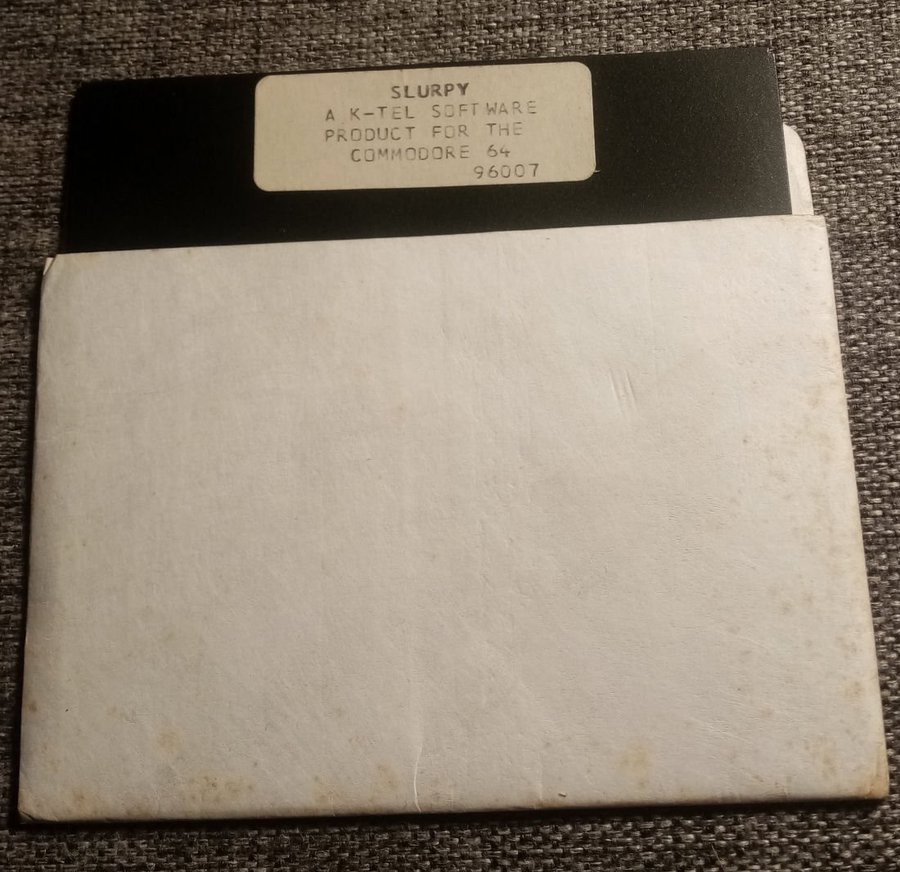 SLURPY
A K-TEL SOFTWARE
PRODUCT FOR THE
COMMODORE 64
96007